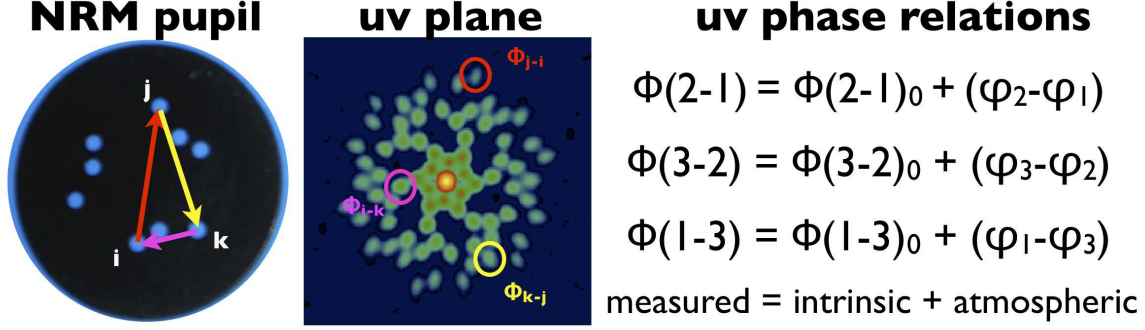 NRM pupil
j
i
k
uv plane
Φj-i
Φi-k
Φk-j
uv phase relations
Φ(2-1) = Φ(2-1)₀ + (φ₂-φ₁)
Φ(3-2) = Φ(3-2)₀ + (φ₃-φ₂)
Φ(1-3) = Φ(1-3)₀ + (φ₁-φ₃)
measured = intrinsic + atmospheric